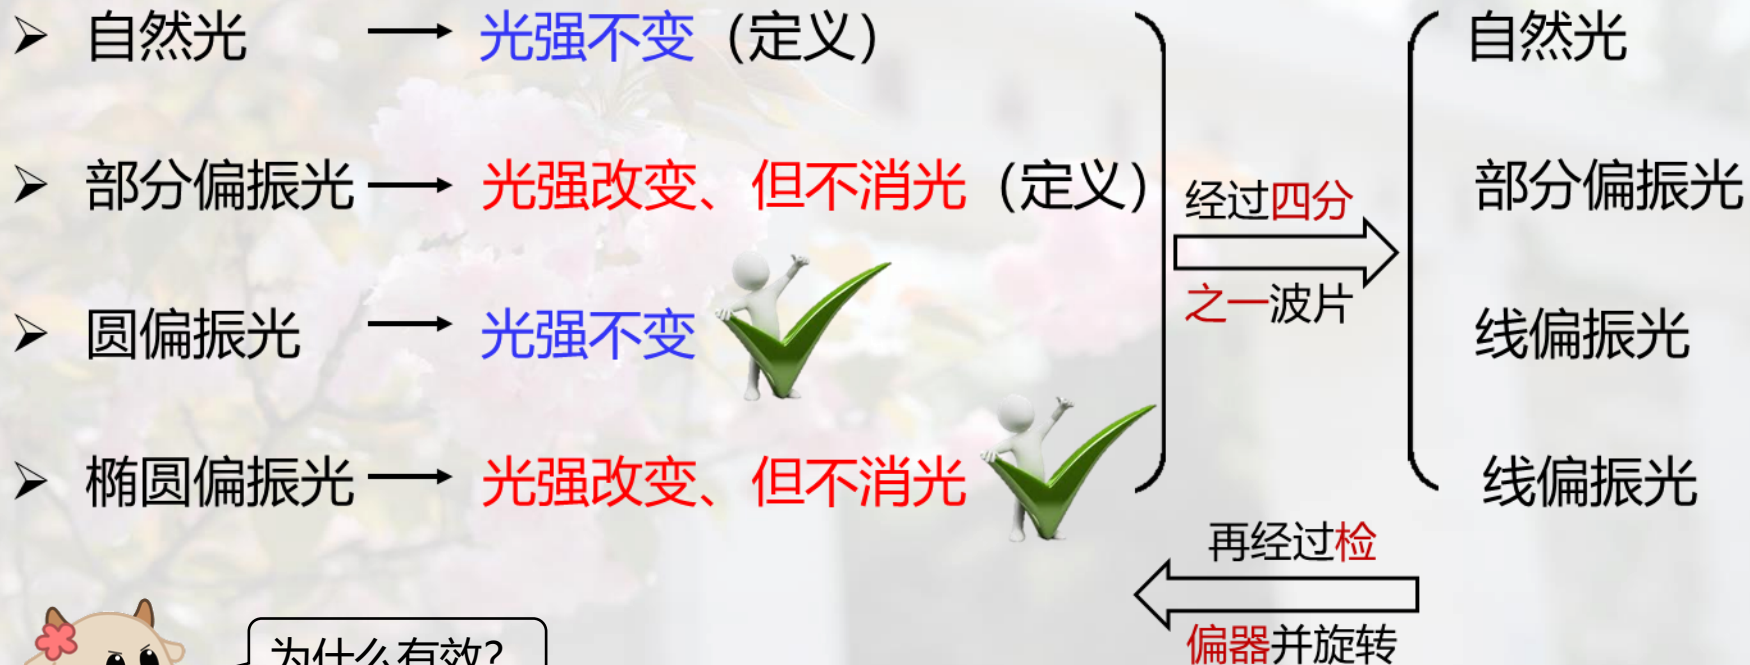 ➢ 自然光 → 光强不变（定义） 自然光
➢ 部分偏振光 → 光强改变、但不消光（定义） 部分偏振光
经过四分
之一波片
➢ 圆偏振光 → 光强不变 线偏振光
➢ 椭圆偏振光 → 光强改变、但不消光 线偏振光
再经过检
偏器并旋转
为什么有效?